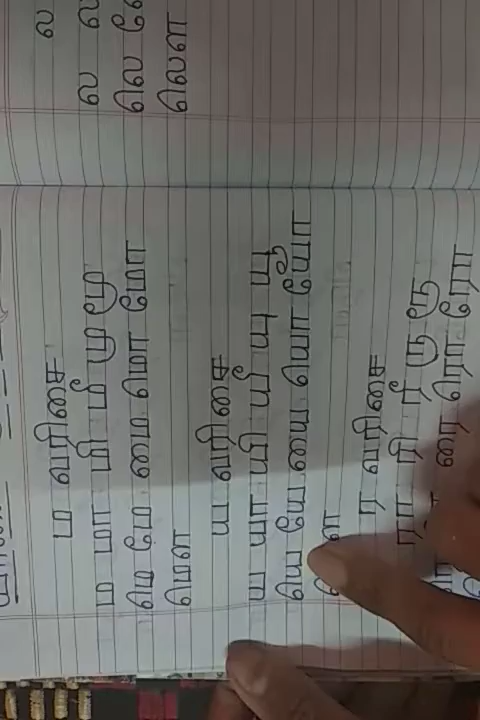 ம வரிசை
ம மா மி மீ மு மூ
மெ மே மை மொ மோ
மௌ
ய வரிசை
ய யா யி யீ யு யூ
யெ யே யை யொ யோ
ர வரிசை
ரா ரி ரீ ரு ரூ
ரை ரொ ரோ